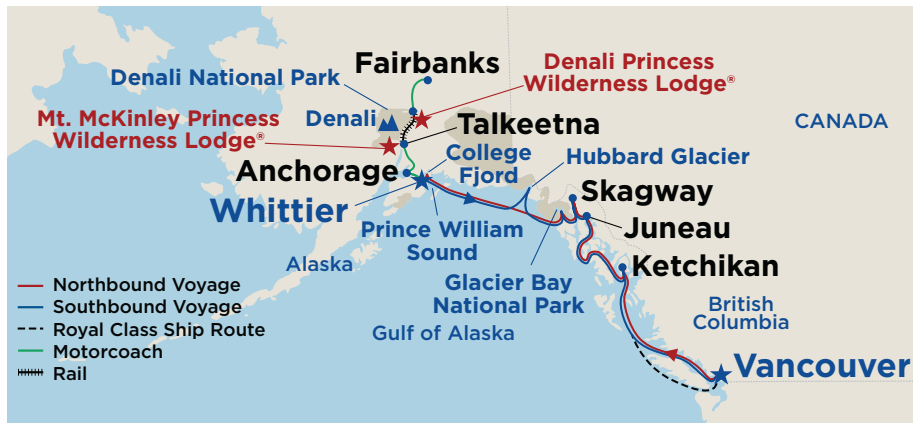 Fairbanks
Denali Princess
Wilderness Lodge®
Denali National Park
Mt. McKinley Princess
Wilderness Lodge®
Denali
Talkeetna
CANADA
Anchorage
College
Fjord
Hubbard Glacier
Whittier
Skagway
Prince William
Sound
Juneau
Alaska
Glacier Bay
National Park
Ketchikan
Northbound Voyage
Southbound Voyage
Royal Class Ship Route
Motorcoach
Rail
Gulf of Alaska
British
Columbia
Vancouver